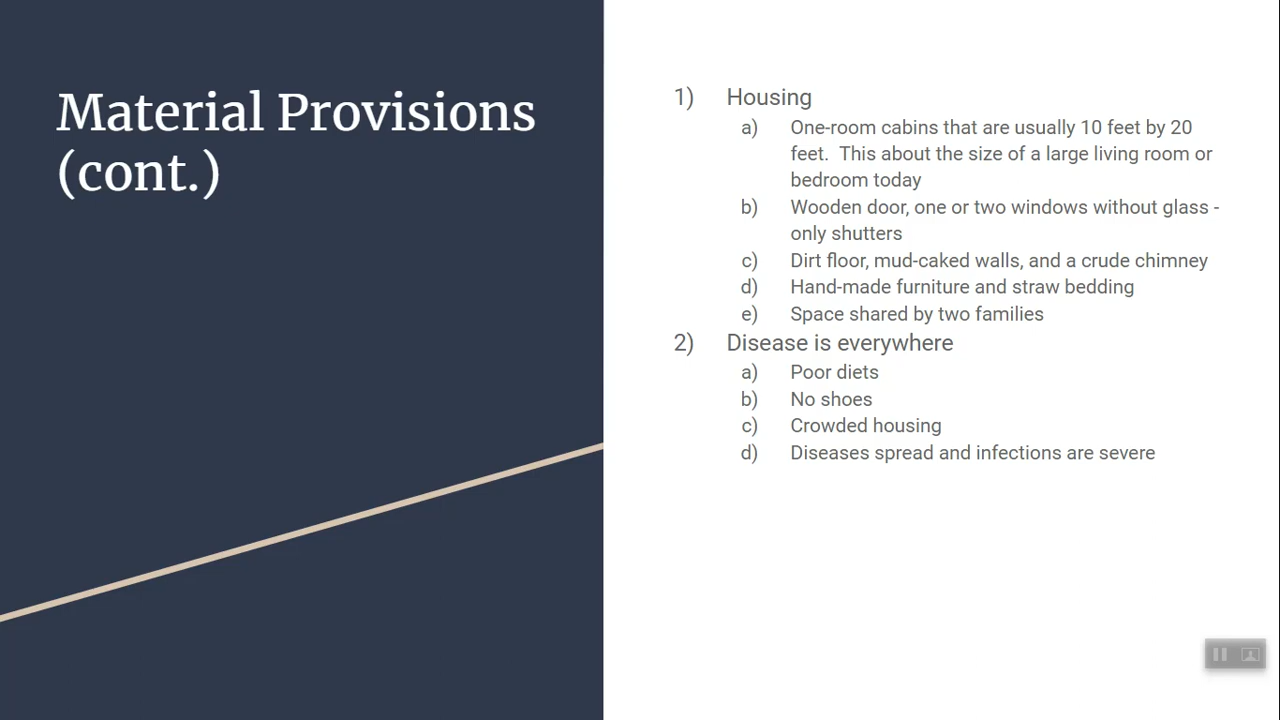 Material Provisions
(cont.)
1) Housing
a) One-room cabins that are usually 10 feet by 20
feet.  This about the size of a large living room or
bedroom today
b) Wooden door, one or two windows without glass -
only shutters
c) Dirt floor, mud-caked walls, and a crude chimney
d) Hand-made furniture and straw bedding
e) Space shared by two families
2) Disease is everywhere
a) Poor diets
b) No shoes
c) Crowded housing
d) Diseases spread and infections are severe